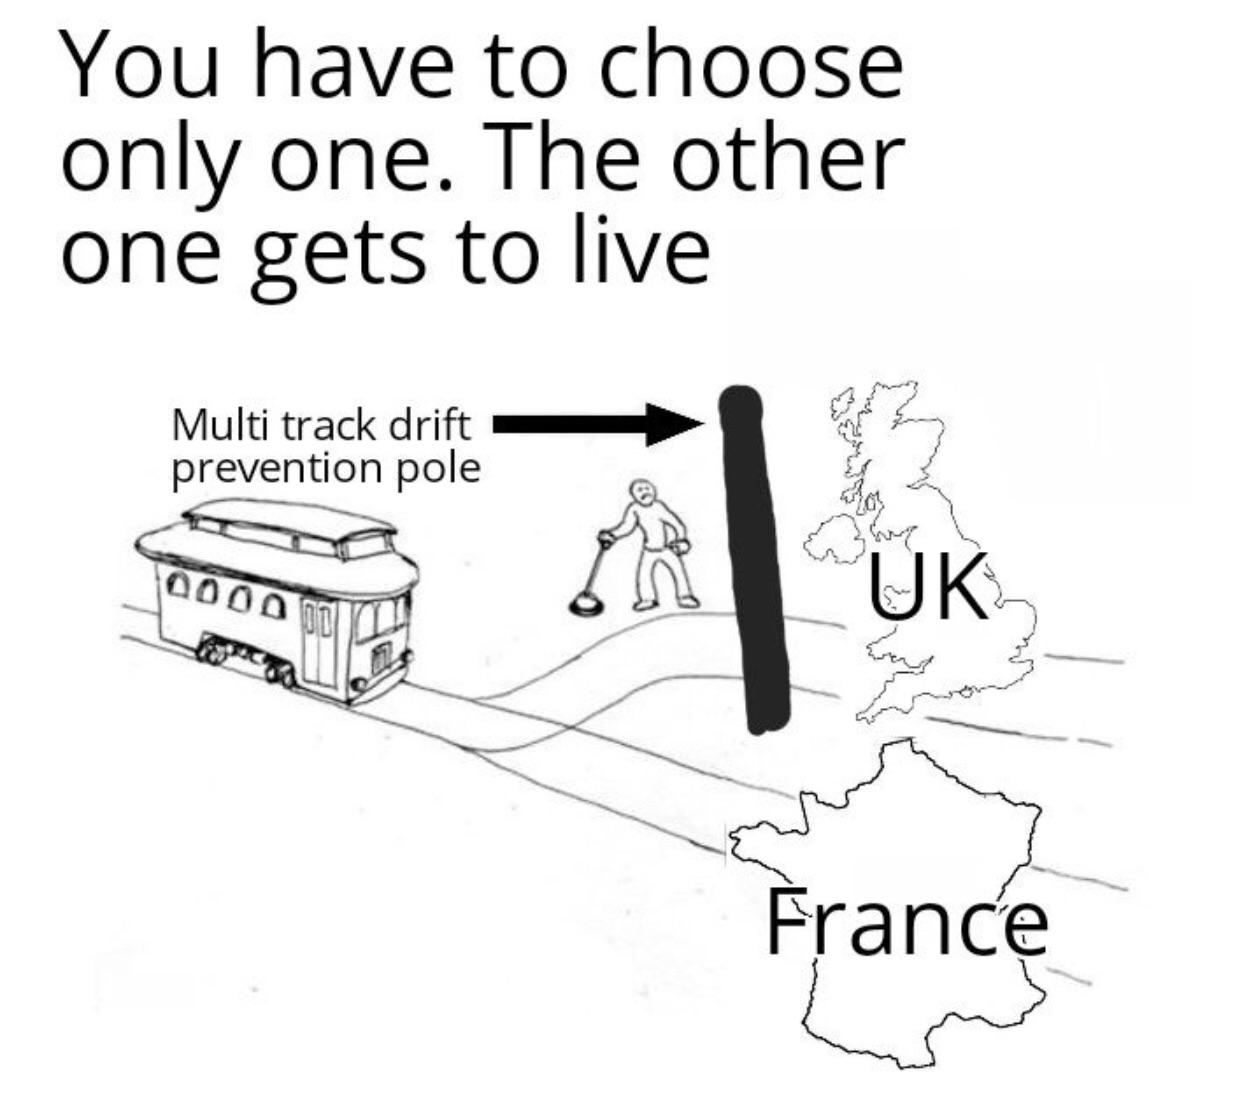 You have to choose
only one. The other
one gets to live
Multi track drift
prevention pole
UK
France